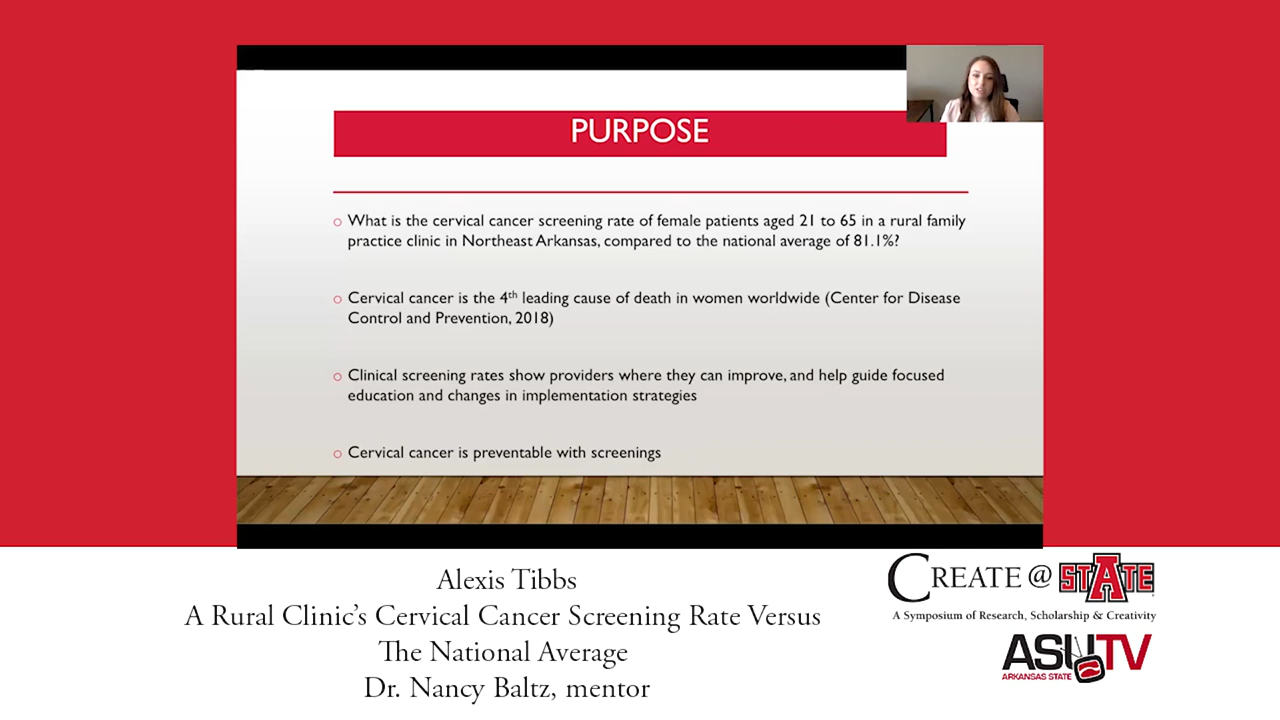 PURPOSE
○ What is the cervical cancer screening rate of female patients aged 21 to 65 in a rural family
practice clinic in Northeast Arkansas, compared to the national average of 81.1%?
○ Cervical cancer is the 4th leading cause of death in women worldwide (Center for Disease
Control and Prevention, 2018)
○ Clinical screening rates show providers where they can improve, and help guide focused
education and changes in implementation strategies
○ Cervical cancer is preventable with screenings
Alexis Tibbs
A Rural Clinic’s Cervical Cancer Screening Rate Versus
The National Average
Dr. Nancy Baltz, mentor
CREATE @ STATE
A Symposium of Research, Scholarship & Creativity
ASUTV
ARKANSAS STATE